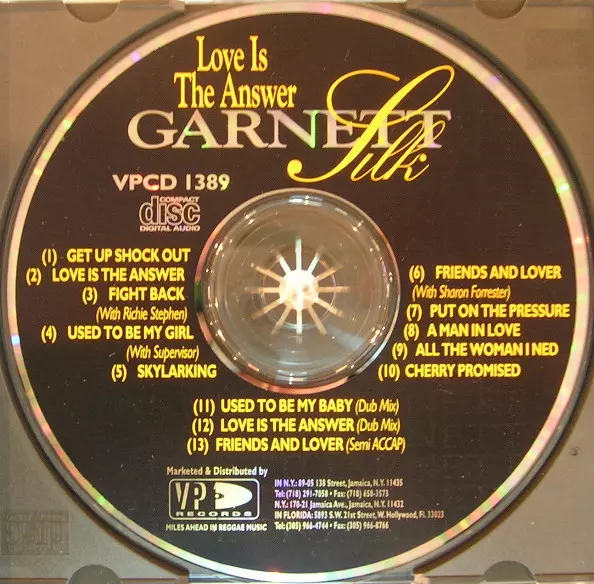 Love Is
The Answer
GARNETT
Silk
VPCD 1389
COMPACT
disc
DIGITAL AUDIO
(1) GET UP SHOCK OUT
(2) LOVE IS THE ANSWER
(3) FIGHT BACK
(With Richie Stephen)
(4) USED TO BE MY GIRL
(With Supervisor)
(5) SKYLARKING
(6) FRIENDS AND LOVER
(With Sharon Forrester)
(7) PUT ON THE PRESSURE
(8) A MAN IN LOVE
(9) ALL THE WOMAN I NED
(10) CHERRY PROMISED
(11) USED TO BE MY BABY (Dub Mix)
(12) LOVE IS THE ANSWER (Dub Mix)
(13) FRIENDS AND LOVER (Semi ACCAP)
Marketed & Distributed by
VP
RECORDS
MILES AHEAD IN REGGAE MUSIC
IN N.Y.: 89-05 138 Street, Jamaica, N.Y. 11435
Tel: (718) 291-7058 • Fax: (718) 658-3573
N.Y.: 170-21 Jamaica Ave., Jamaica, N.Y. 11432
IN FLORIDA: 5893 S.W. 21st Street, W. Hollywood, Fl. 33023
Tel: (305) 966-4744 • Fax: (305) 966-8766